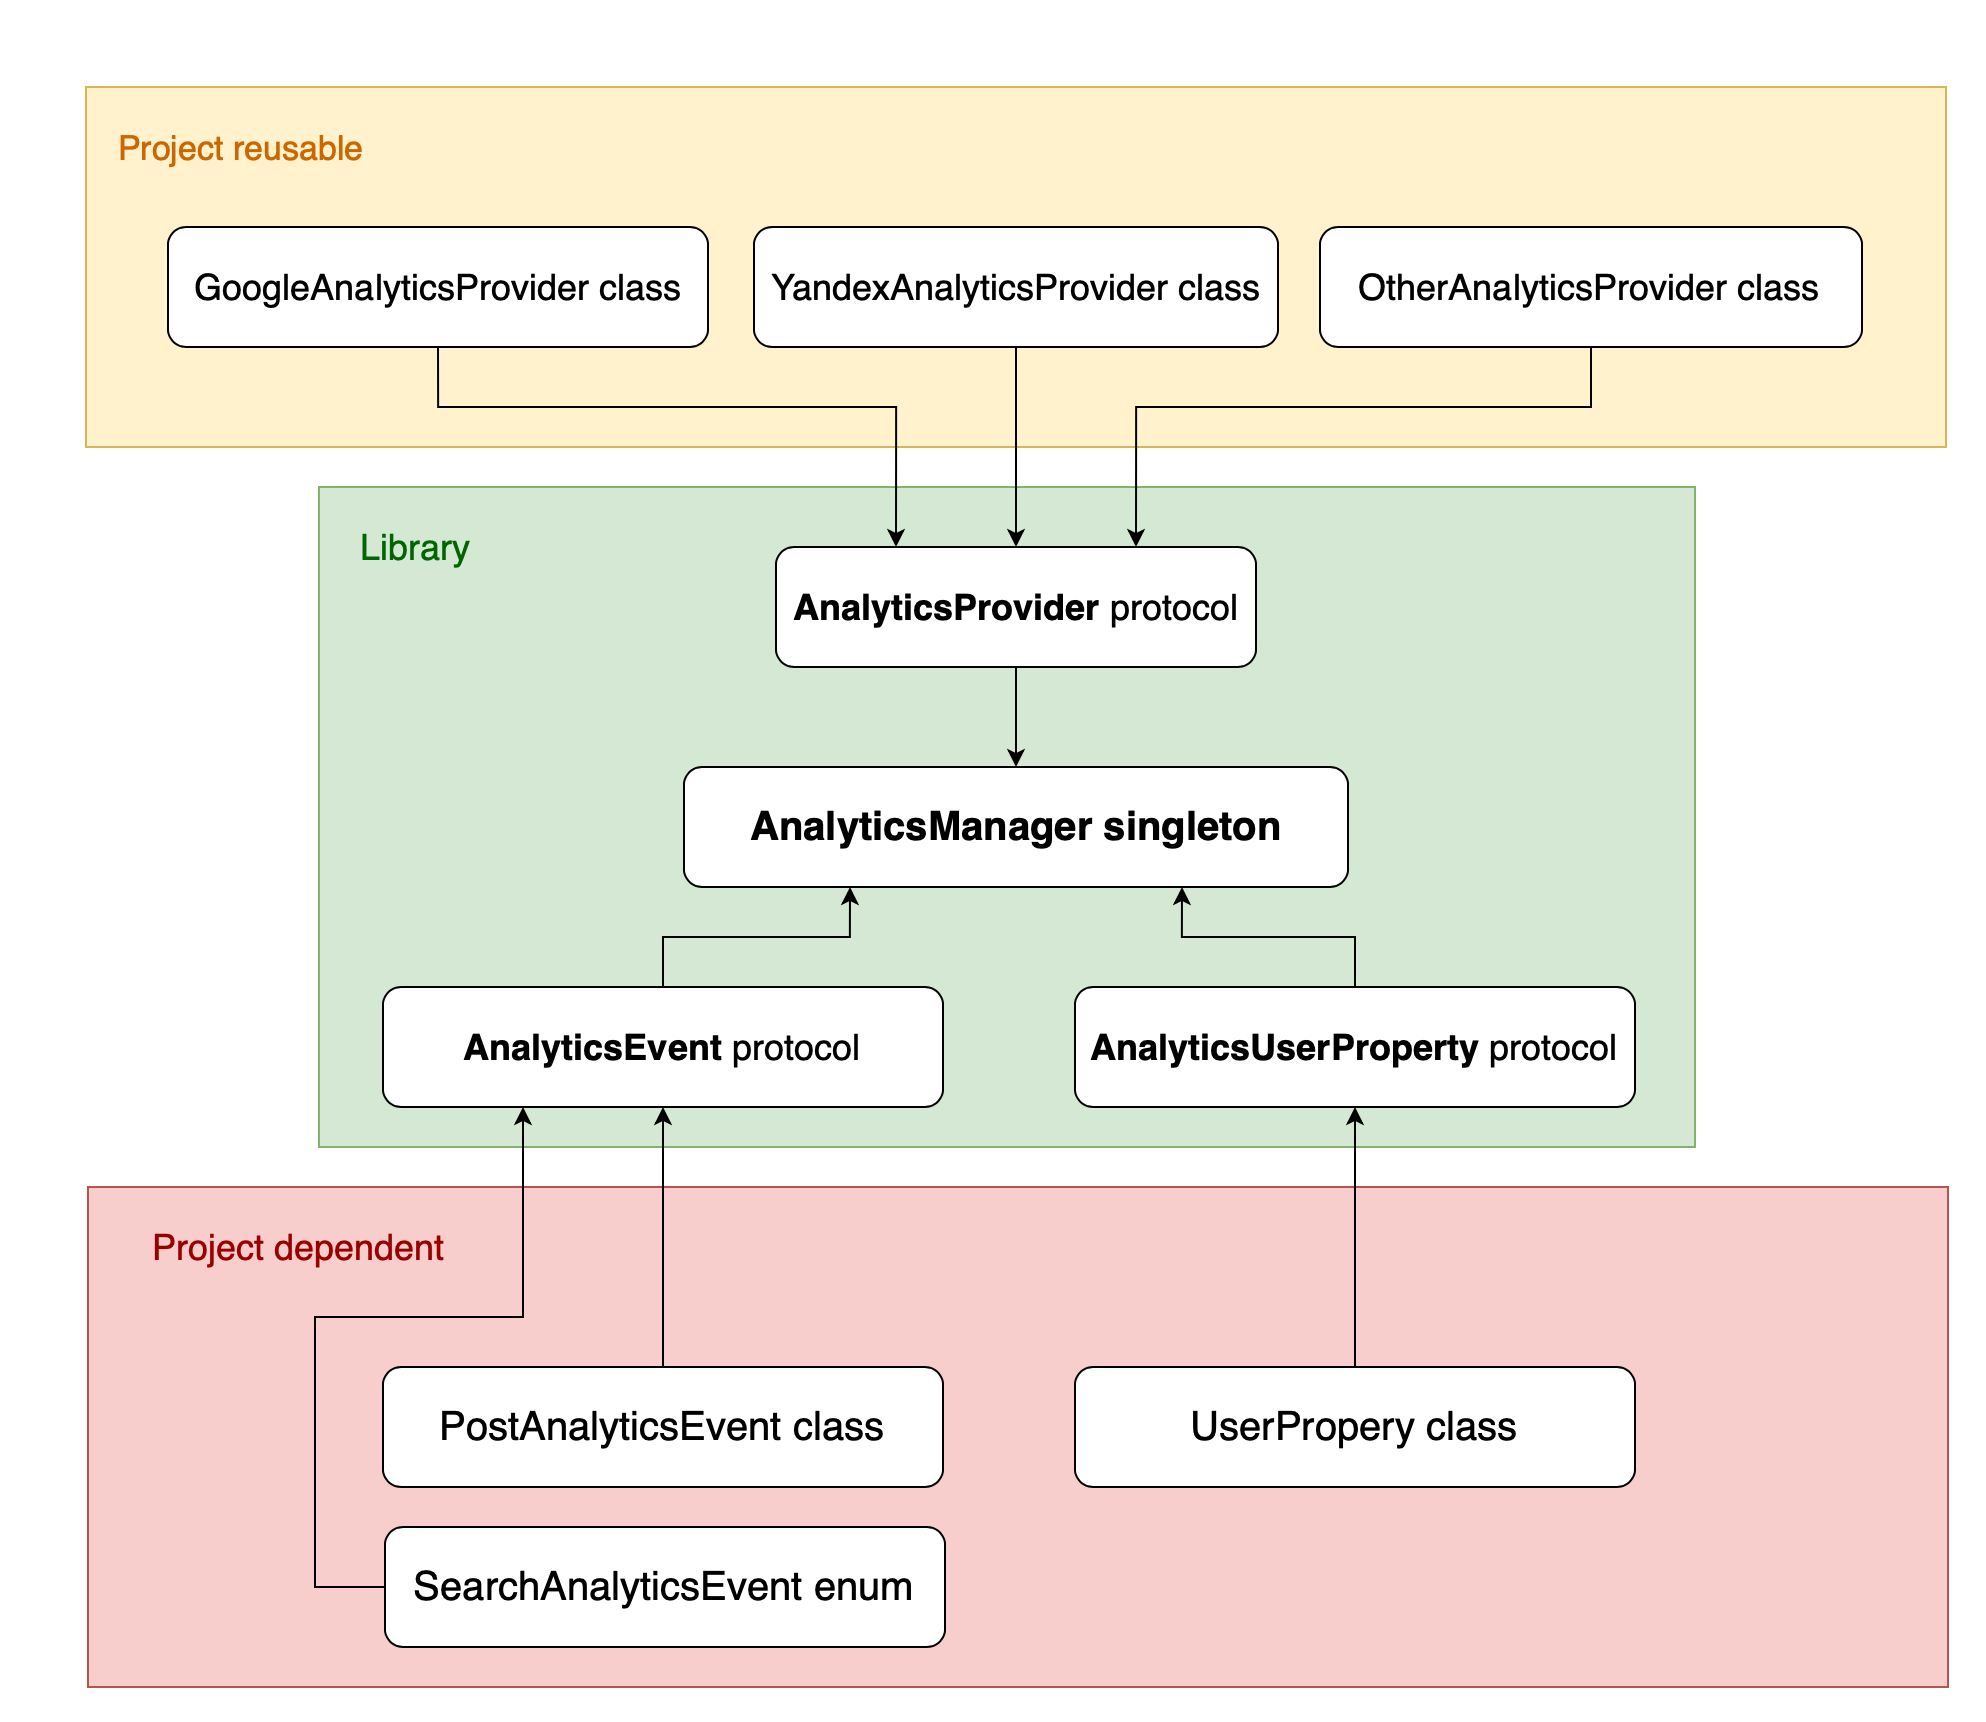 Project reusable
GoogleAnalyticsProvider class
YandexAnalyticsProvider class
OtherAnalyticsProvider class
Library
AnalyticsProvider protocol
AnalyticsManager singleton
AnalyticsEvent protocol
AnalyticsUserProperty protocol
Project dependent
PostAnalyticsEvent class
UserPropery class
SearchAnalyticsEvent enum